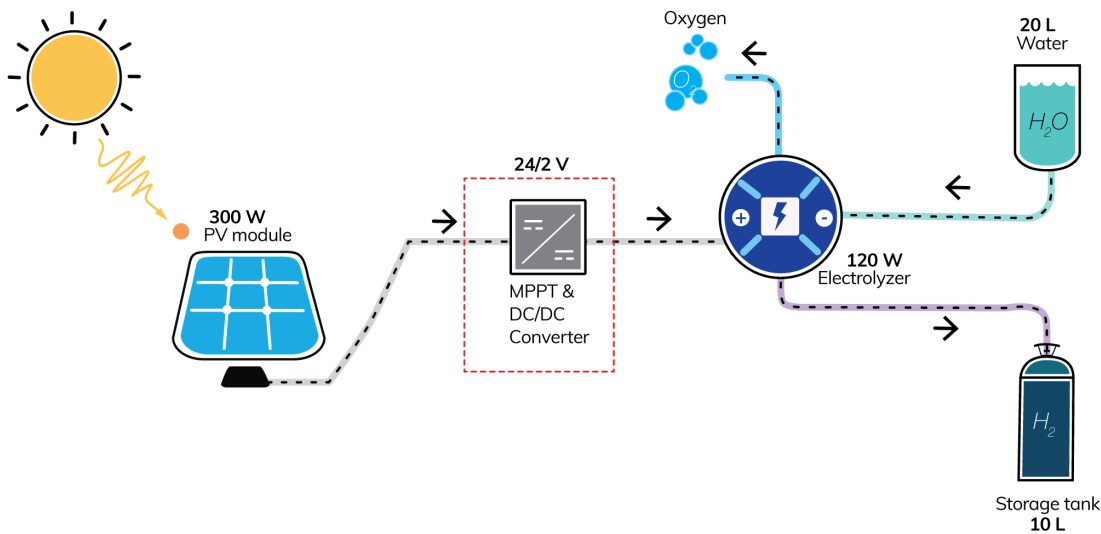 Oxygen
O2
20 L
Water
H2O
24/2 V
300 W
PV module
+
-
120 W
Electrolyzer
MPPT &
DC/DC
Converter
H2
Storage tank
10 L